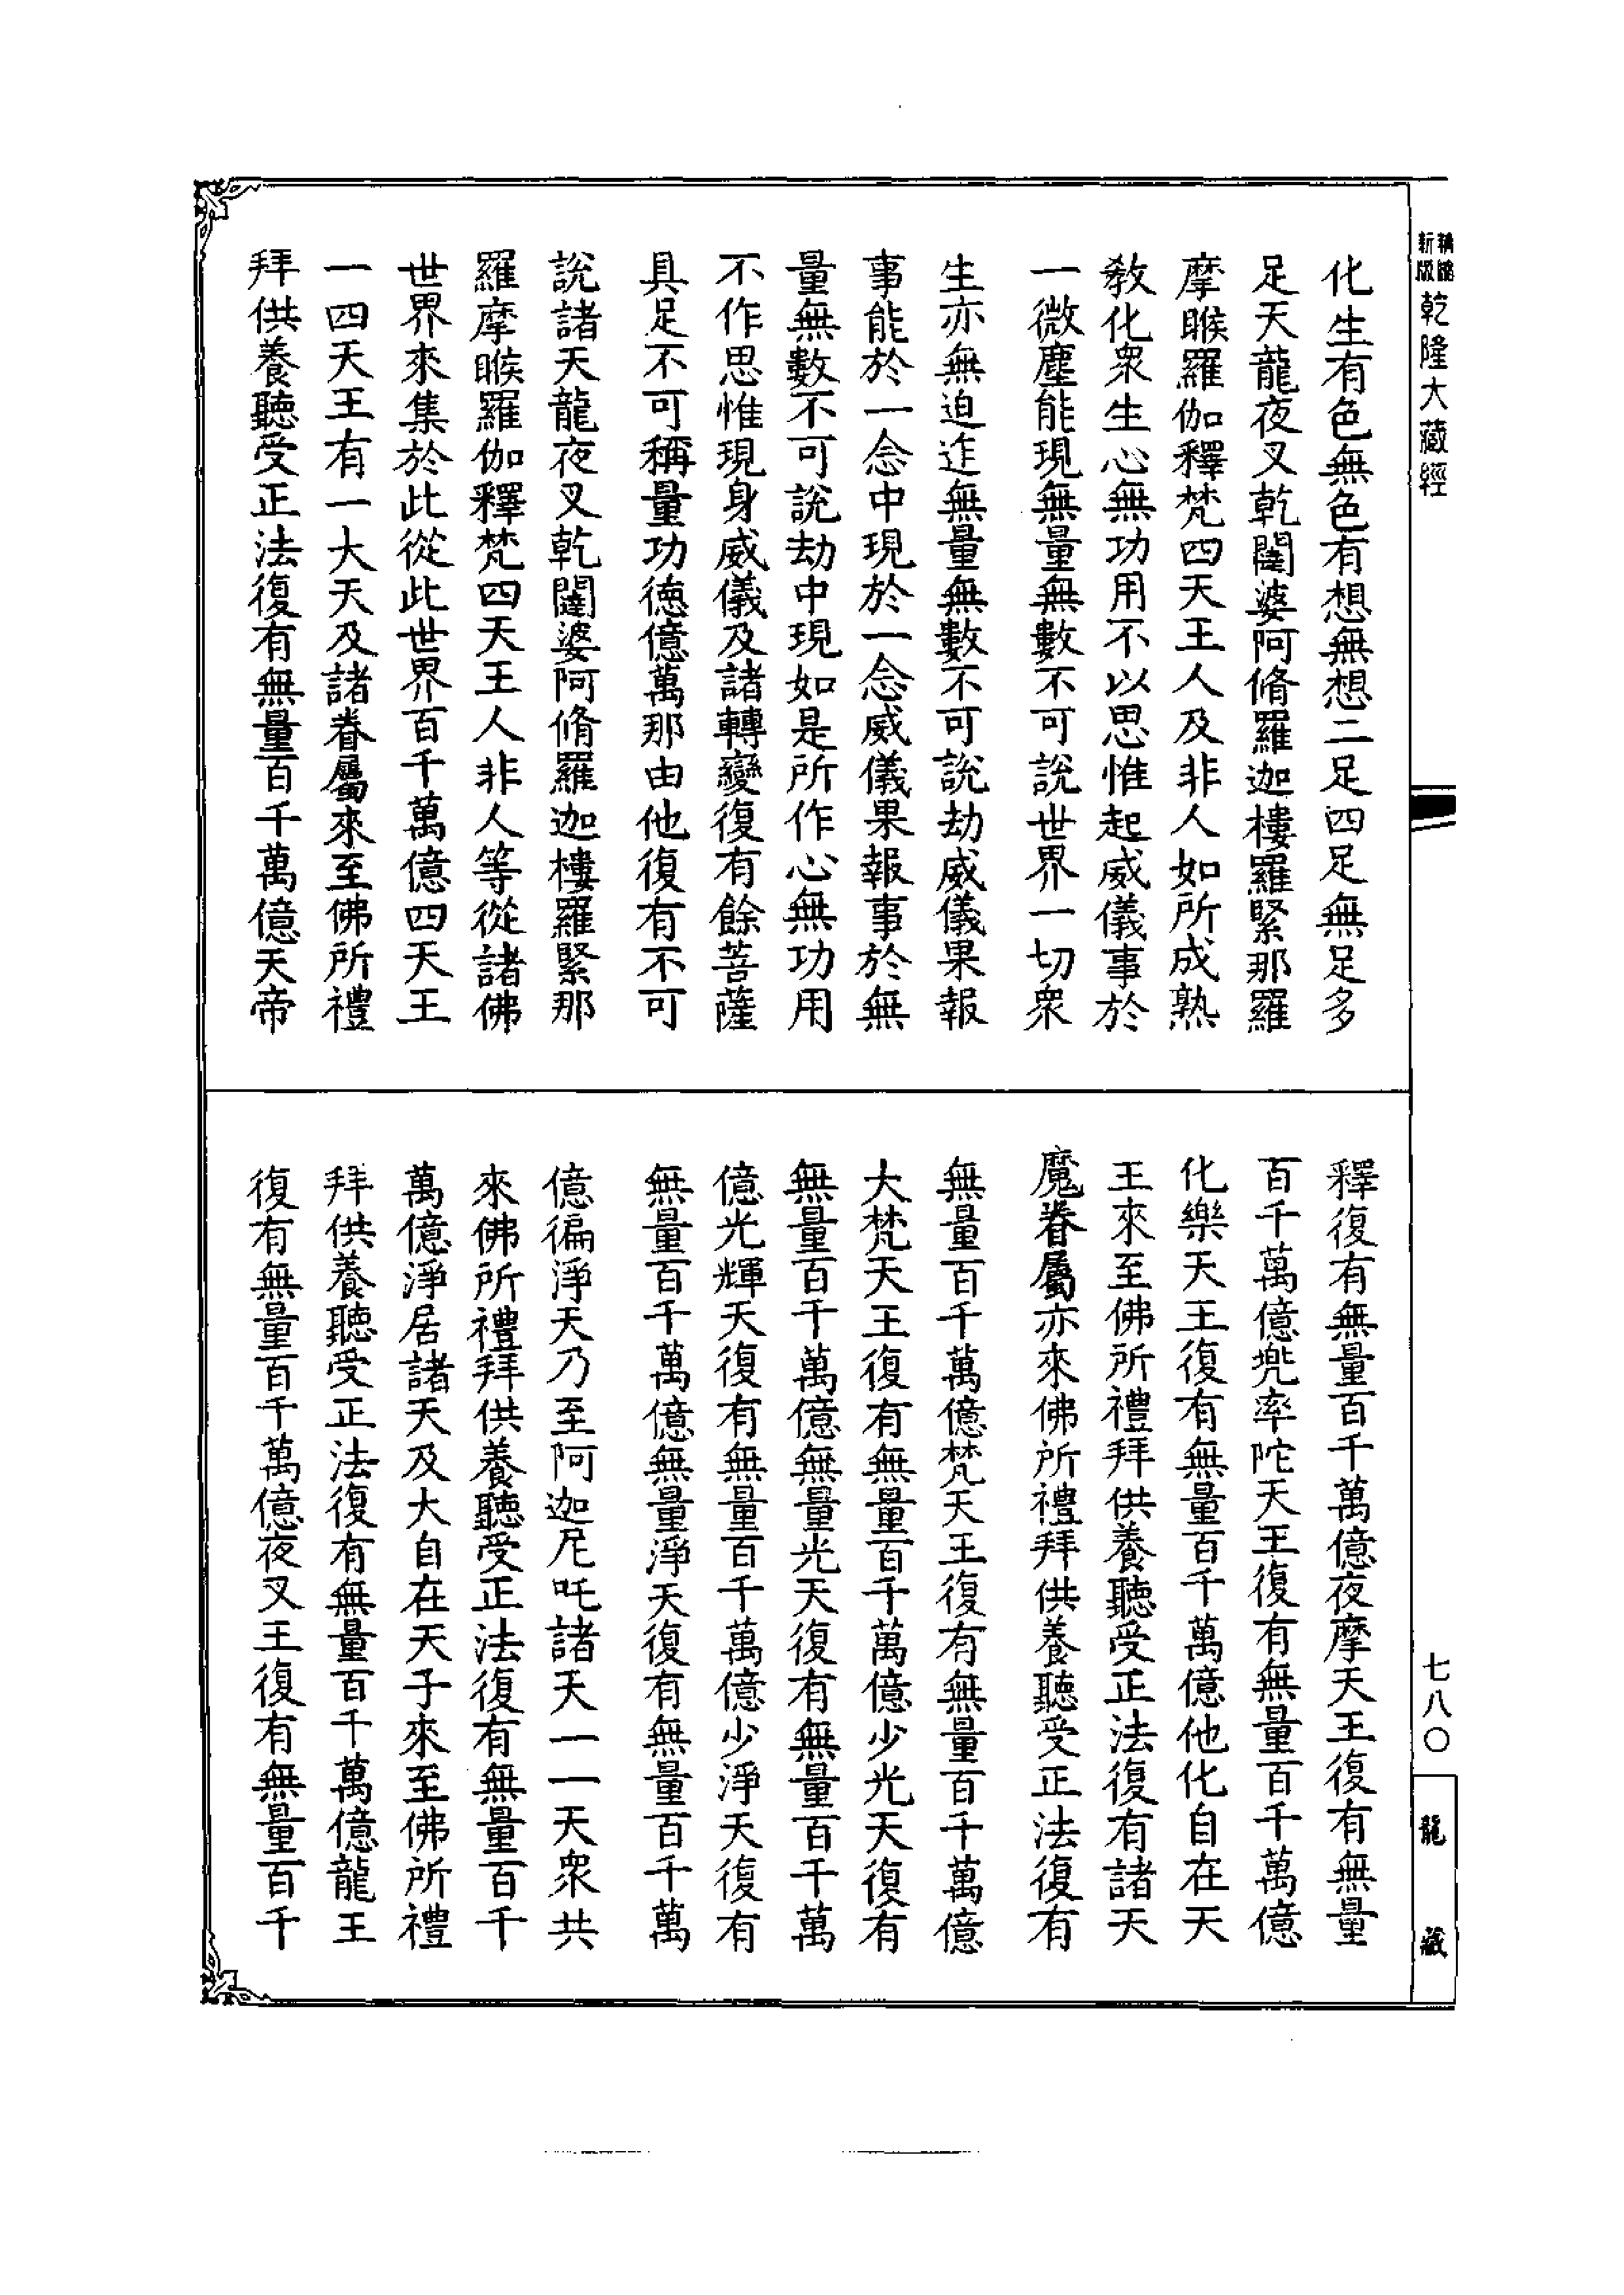 新版
乾隆大藏經
化生有色無色有想無想二足四足無足多
足天龍夜叉乾闥婆阿脩羅迦樓羅緊那羅
摩睺羅伽釋梵四天王人及非人如所成熟
教化衆生心無功用不以思惟起威儀事於
一微塵能現無量無數不可說世界一切衆
生亦無迫迮無量無數不可說劫威儀果報
事能於一念中現於一念威儀果報事於無
量無數不可說劫中現如是所作心無功用
不作思惟現身威儀及諸轉變復有餘菩薩
具足不可稱量功德億萬那由他復有不可
說諸天龍夜叉乾闥婆阿脩羅迦樓羅緊那
羅摩睺羅伽釋梵四天王人非人等從諸佛
世界來集於此從此世界百千萬億四天王
一四天王有一大天及諸眷屬來至佛所禮
拜供養聽受正法復有無量百千萬億天帝
釋復有無量百千萬億夜摩天王復有無量
百千萬億兜率陀天王復有無量百千萬億
化樂天王復有無量百千萬億他化自在天
王來至佛所禮拜供養聽受正法復有諸天
魔眷屬亦來佛所禮拜供養聽受正法復有
無量百千萬億梵天王復有無量百千萬億
大梵天王復有無量百千萬億少光天復有
無量百千萬億無量光天復有無量百千萬
億光輝天復有無量百千萬億少淨天復有
無量百千萬億無量淨天復有無量百千萬
億徧淨天乃至阿迦尼吒諸天一一天衆共
來佛所禮拜供養聽受正法復有無量百千
萬億淨居諸天及大自在天子來至佛所禮
拜供養聽受正法復有無量百千萬億龍王
復有無量百千萬億夜叉王復有無量百千
七八〇
龍藏